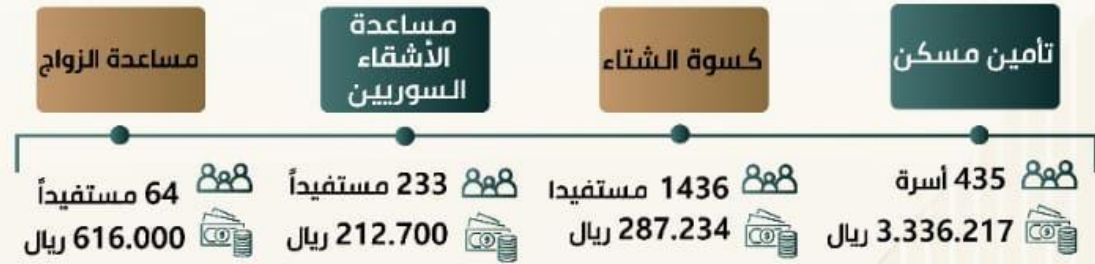 تأمين مسكن
435 أسرة
3.336.217 ريال
كسوة الشتاء
1436 مستفيدا
287.234 ريال
مساعدة
الأشقاء
السوريين
233 مستفيداً
212.700 ريال
مساعدة الزواج
64 مستفيداً
616.000 ريال